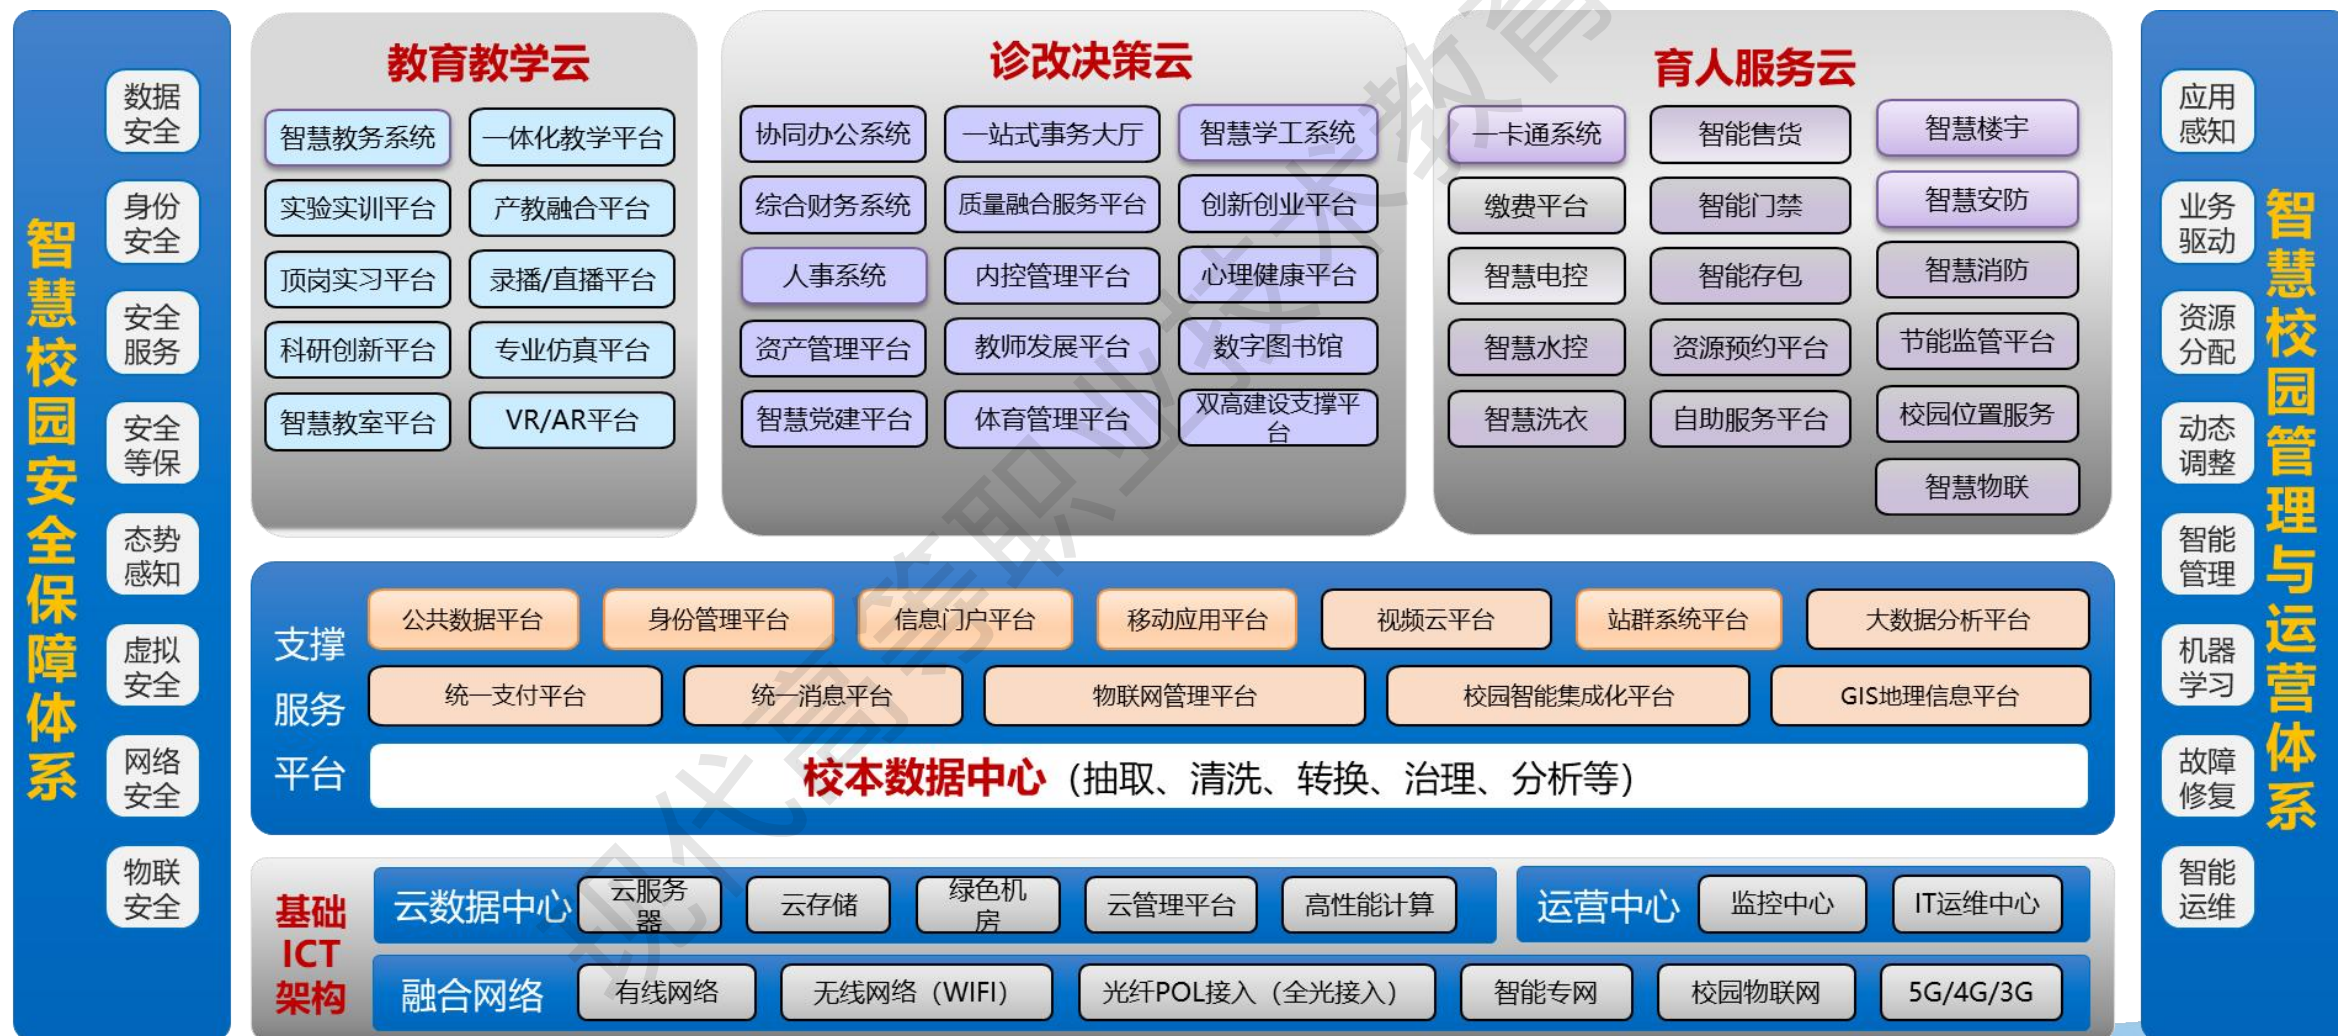 智慧校园安全保障体系
数据
安全
身份
安全
安全
服务
安全
等保
态势
感知
虚拟
安全
网络
安全
物联
安全
教育教学云
智慧教务系统
一体化教学平台
实验实训平台
产教融合平台
顶岗实习平台
录播/直播平台
科研创新平台
专业仿真平台
智慧教室平台
VR/AR平台
诊改决策云
协同办公系统
一站式事务大厅
智慧学工系统
综合财务系统
质量融合服务平台
创新创业平台
人事系统
内控管理平台
心理健康平台
资产管理平台
教师发展平台
数字图书馆
智慧党建平台
体育管理平台
双高建设支撑平
台
育人服务云
一卡通系统
智能售货
智慧楼宇
缴费平台
智能门禁
智慧安防
智慧电控
智能存包
智慧消防
智慧水控
资源预约平台
节能监管平台
智慧洗衣
自助服务平台
校园位置服务
智慧物联
支撑
服务
平台
公共数据平台
身份管理平台
信息门户平台
移动应用平台
视频云平台
站群系统平台
大数据分析平台
统一支付平台
统一消息平台
物联网管理平台
校园智能集成化平台
GIS地理信息平台
校本数据中心（抽取、清洗、转换、治理、分析等）
基础
ICT
架构
云数据中心
云服务
器
云存储
绿色机
房
云管理平台
高性能计算
运营中心
监控中心
IT运维中心
融合网络
有线网络
无线网络（WIFI）
光纤POL接入（全光接入）
智能专网
校园物联网
5G/4G/3G
应用
感知
业务
驱动
资源
分配
动态
调整
智能
管理
机器
学习
故障
修复
智能
运维
智慧校园管理与运营体系
现代高等职业技术教育